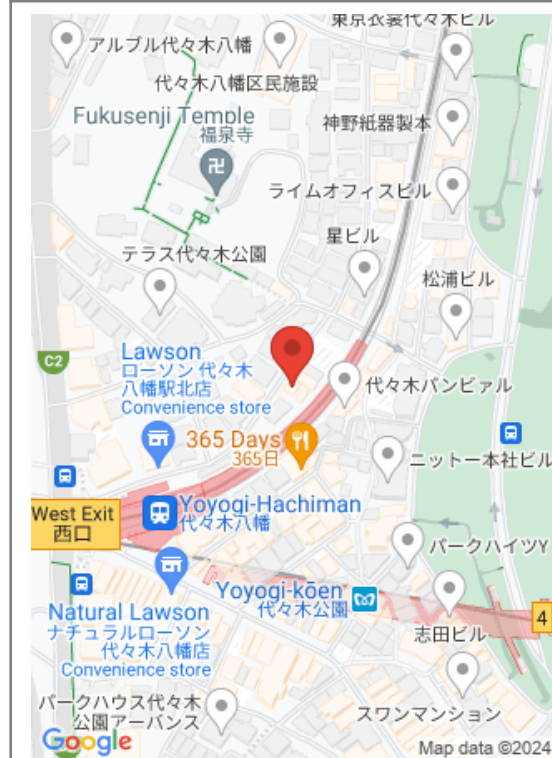 東京衣裳代々木ビル
アルブル代々木八幡
代々木八幡区民施設
Fukusenji Temple
福泉寺
神野紙器製本
ライムオフィスビル
星ビル
テラス代々木公園
松浦ビル
C2
Lawson
ローソン 代々木
八幡駅北店
Convenience store
代々木パンビァル
365 Days
365日
ニットー本社ビル
West Exit
西口
Yoyogi-Hachiman
代々木八幡
パークハイツY
Yoyogi-kōen
代々木公園
4
Natural Lawson
ナチュラルローソン
代々木八幡店
Convenience store
志田ビル
パークハウス代々木
公園アーバンス
スワンマンション
Google
Map data ©2024